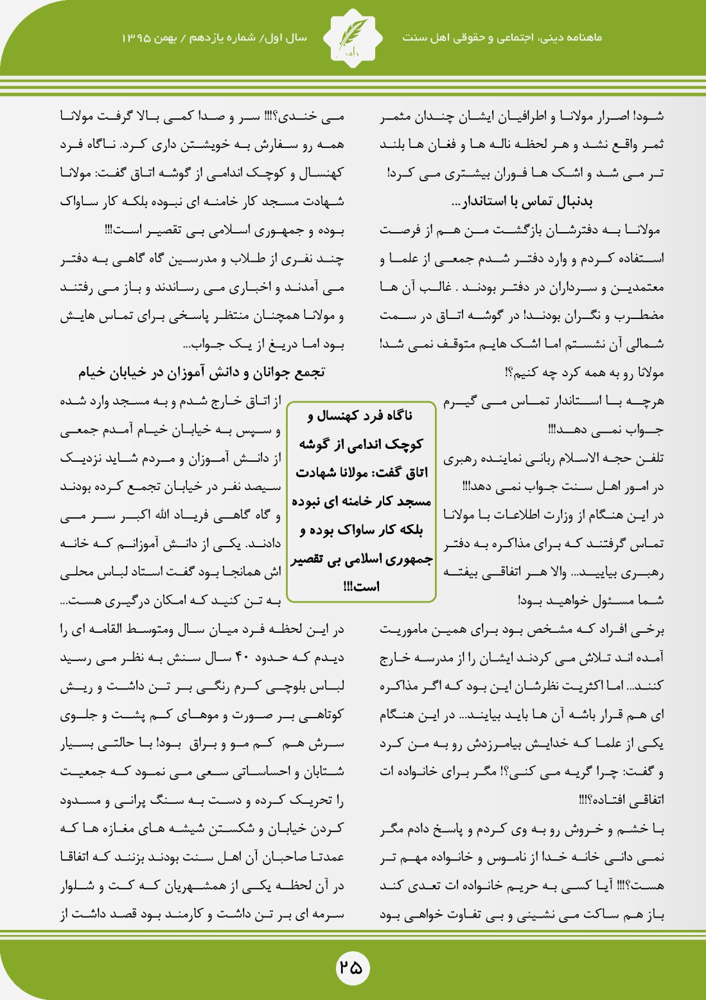 ماهنامه دینی، اجتماعی و حقوقی اهل سنت
سال اول/ شماره یازدهم / بهمن ۱۳۹۵
شود! اصرار مولانا و اطرافیان ایشان چندان مثمر
ثمر واقع نشد و هر لحظه ناله ها و فغان ها بلند
تر می شد و اشک ها فوران بیشتری می کرد!
بدنبال تماس با استاندار...
مولانا به دفترشان بازگشت من هم از فرصت
استفاده کردم و وارد دفتر شدم جمعی از علما و
معتمدین و سرداران در دفتر بودند . غالب آن ها
مضطرب و نگران بودند! در گوشه اتاق در سمت
شمالی آن نشستم اما اشک هایم متوقف نمی شد!
مولانا رو به همه کرد چه کنیم؟!
هرچه با استاندار تماس می گیرم
جواب نمی دهد!!!
تلفن حجه الاسلام ربانی نماینده رهبری
در امور اهل سنت جواب نمی دهد!!!
در این هنگام از وزارت اطلاعات با مولانا
تماس گرفتند که برای مذاکره به دفتر
رهبری بیایید... والا هر اتفاقی بیفته
شما مسئول خواهید بود!
برخی افراد که مشخص بود برای همین ماموریت
آمده اند تلاش می کردند ایشان را از مدرسه خارج
کنند... اما اکثریت نظرشان این بود که اگر مذاکره
ای هم قرار باشه آن ها باید بیایند... در این هنگام
یکی از علما که خدایش بیامرزدش رو به من کرد
و گفت: چرا گریه می کنی؟! مگر برای خانواده ات
اتفاقی افتاده؟!!!
با خشم و خروش رو به وی کردم و پاسخ دادم مگر
نمی دانی خانه خدا از ناموس و خانواده مهم تر
هست؟!!! آیا کسی به حریم خانواده ات تعدی کند
باز هم ساکت می نشینی و بی تفاوت خواهی بود
ناگاه فرد کهنسال و
کوچک اندامی از گوشه
اتاق گفت: مولانا شهادت
مسجد کار خامنه ای نبوده
بلکه کار ساواک بوده و
جمهوری اسلامی بی تقصیر
است!!!
می خندی؟!!! سر و صدا کمی بالا گرفت مولانا
همه رو سفارش به خویشتن داری کرد. ناگاه فرد
کهنسال و کوچک اندامی از گوشه اتاق گفت: مولانا
شهادت مسجد کار خامنه ای نبوده بلکه کار ساواک
بوده و جمهوری اسلامی بی تقصیر است!!!
چند نفری از طلاب و مدرسین گاه گاهی به دفتر
می آمدند و اخباری می رساندند و باز می رفتند
و مولانا همچنان منتظر پاسخی برای تماس هایش
بود اما دریغ از یک جواب...
تجمع جوانان و دانش آموزان در خیابان خیام
از اتاق خارج شدم و به مسجد وارد شده
و سپس به خیابان خیام آمدم جمعی
از دانش آموزان و مردم شاید نزدیک
سیصد نفر در خیابان تجمع کرده بودند
و گاه گاهی فریاد الله اکبر سر می
دادند. یکی از دانش آموزانم که خانه
اش همانجا بود گفت استاد لباس محلی
به تن کنید که امکان درگیری هست...
در این لحظه فرد میان سال ومتوسط القامه ای را
دیدم که حدود ۴۰ سال سنش به نظر می رسید
لباس بلوچی کرم رنگی بر تن داشت و ریش
کوتاهی بر صورت و موهای کم پشت و جلوی
سرش هم کم مو و براق بود! با حالتی بسیار
شتابان و احساساتی سعی می نمود که جمعیت
را تحریک کرده و دست به سنگ پرانی و مسدود
کردن خیابان و شکستن شیشه های مغازه ها که
عمدتا صاحبان آن اهل سنت بودند بزنند که اتفاقا
در آن لحظه یکی از همشهریان که کت و شلوار
سرمه ای بر تن داشت و کارمند بود قصد داشت از
۲۵